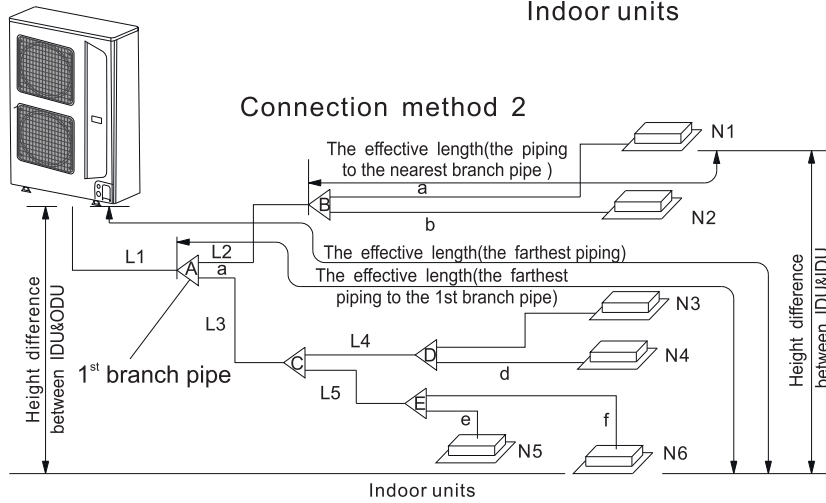 Indoor units
Connection method 2
The effective length(the piping
to the nearest branch pipe )
N1
a
B
N2
b
L1
L2
The effective length(the farthest piping)
A
a
The effective length(the farthest
piping to the 1st branch pipe)
L3
N3
L4
D
N4
C
d
1st branch pipe
L5
E
e
f
N5
N6
Height difference
between IDU&ODU
Height difference
between IDU&IDU
Indoor units